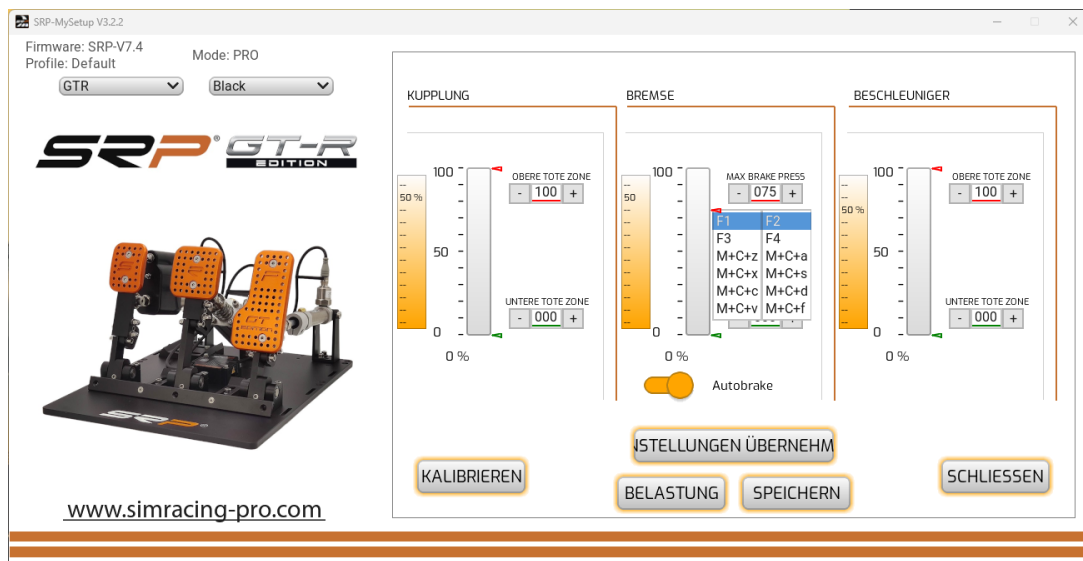 SRP-MySetup V3.2.2
Firmware: SRP-V7.4
Profile: Default
Mode: PRO
GTR
Black
SRP® GT-R
EDITION
www.simracing-pro.com
KUPPLUNG
50 %
100
50
0
0 %
OBERE TOTE ZONE
- 100 +
UNTERE TOTE ZONE
- 000 +
BREMSE
50
100
50
0
0 %
MAX BRAKE PRESS
- 075 +
F1 F2
F3 F4
M+C+z M+C+a
M+C+x M+C+s
M+C+c M+C+d
M+C+v M+C+f
Autobrake
BESCHLEUNIGER
50 %
100
50
0
0 %
OBERE TOTE ZONE
- 100 +
UNTERE TOTE ZONE
- 000 +
NSTELLUNGEN ÜBERNEHM
KALIBRIEREN
BELASTUNG
SPEICHERN
SCHLIESSEN